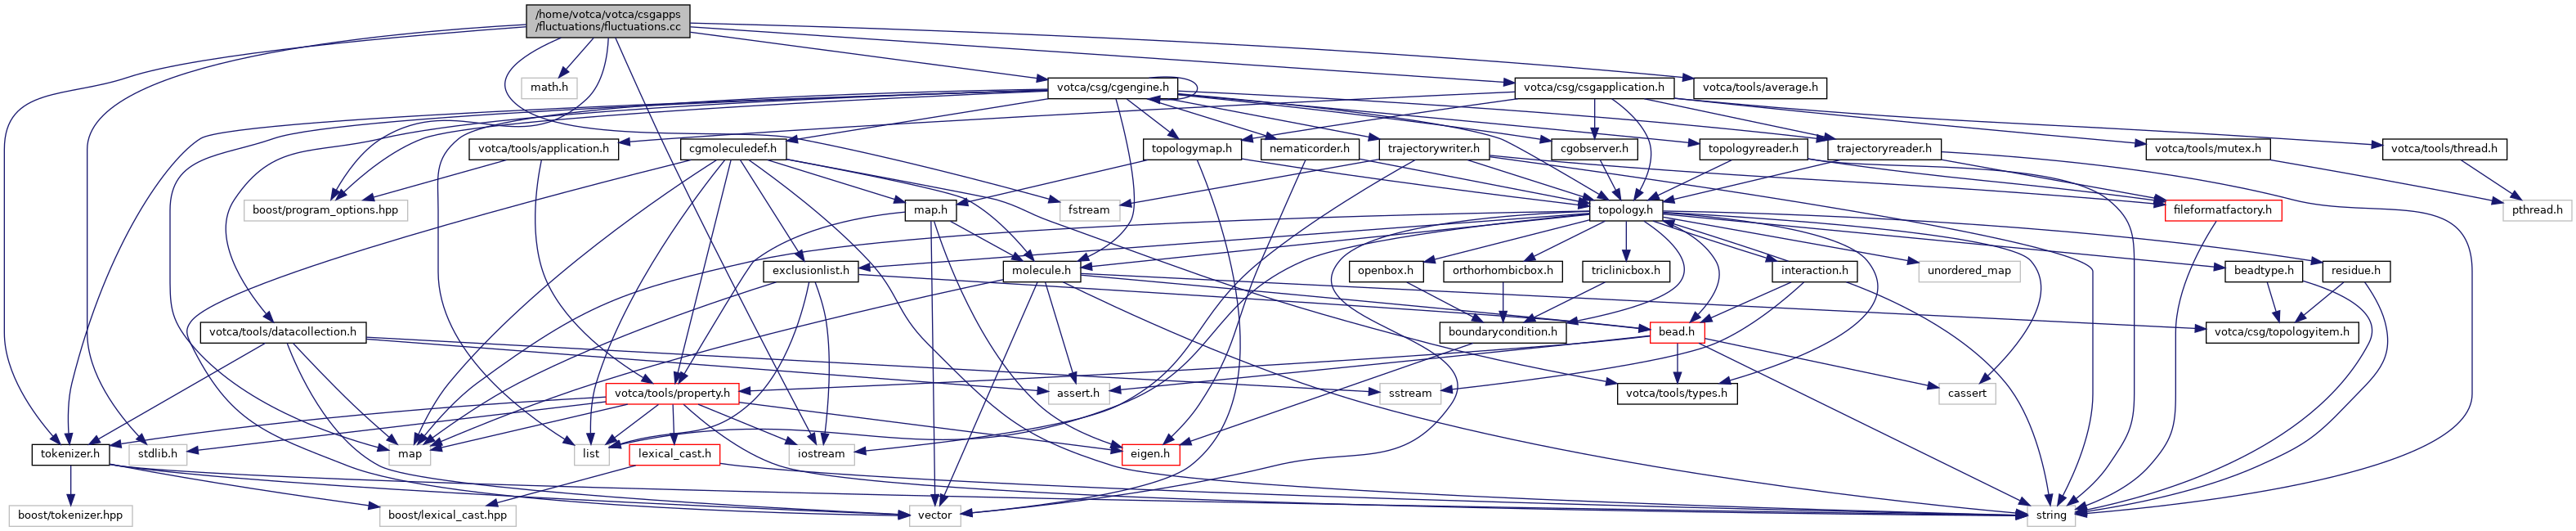 /home/votca/votca/csgapps
/fluctuations/fluctuations.cc
math.h
votca/csg/cgengine.h
votca/csg/csgapplication.h
votca/tools/average.h
votca/tools/application.h
cgmoleculedef.h
topologymap.h
nematicorder.h
trajectorywriter.h
cgobserver.h
topologyreader.h
trajectoryreader.h
votca/tools/mutex.h
votca/tools/thread.h
boost/program_options.hpp
map.h
fstream
topology.h
fileformatfactory.h
pthread.h
exclusionlist.h
molecule.h
openbox.h
orthorhombicbox.h
triclinicbox.h
interaction.h
unordered_map
beadtype.h
residue.h
votca/tools/datacollection.h
boundarycondition.h
bead.h
votca/csg/topologyitem.h
votca/tools/property.h
assert.h
sstream
votca/tools/types.h
cassert
tokenizer.h
stdlib.h
map
list
lexical_cast.h
iostream
eigen.h
boost/tokenizer.hpp
boost/lexical_cast.hpp
vector
string